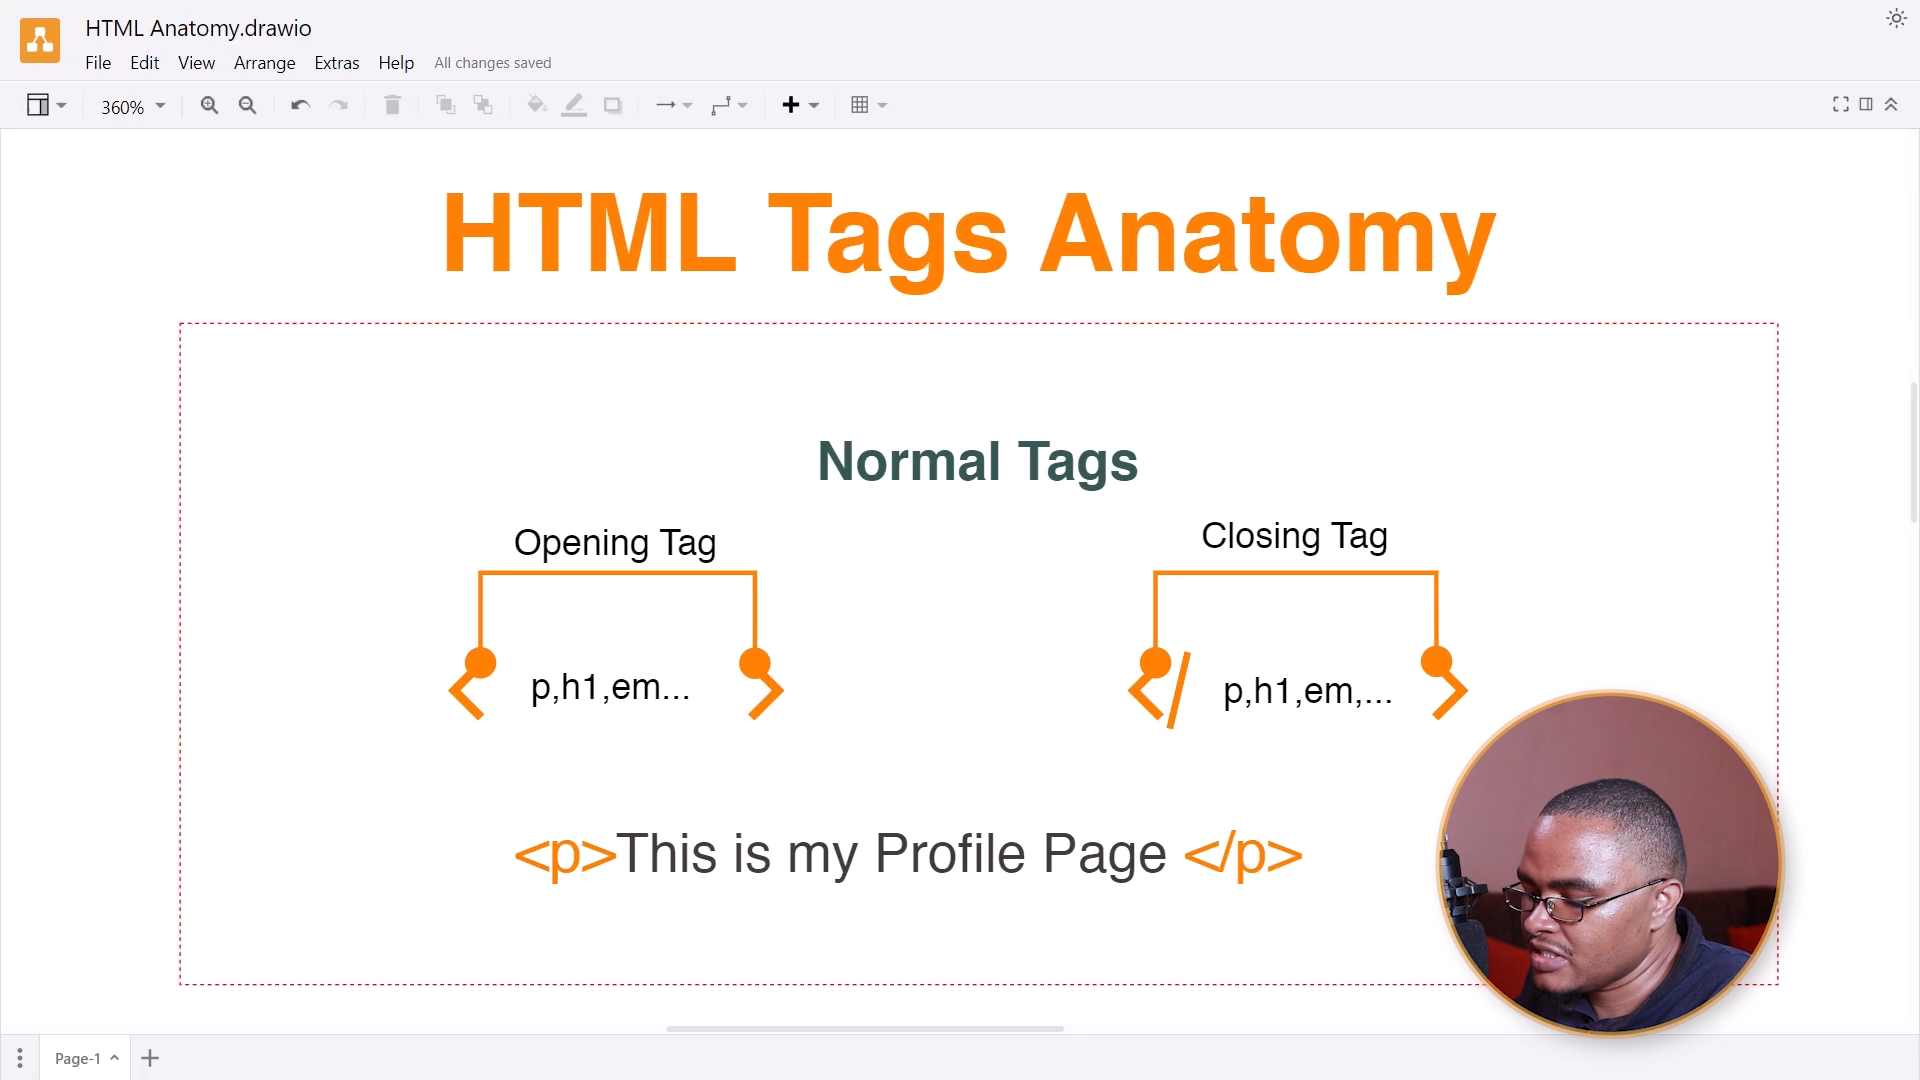 HTML Anatomy.drawio
File Edit View Arrange Extras Help All changes saved
360%
HTML Tags Anatomy
Normal Tags
Opening Tag
Closing Tag
< p,h1,em... >
</ p,h1,em,... >
<p>This is my Profile Page </p>
Page-1